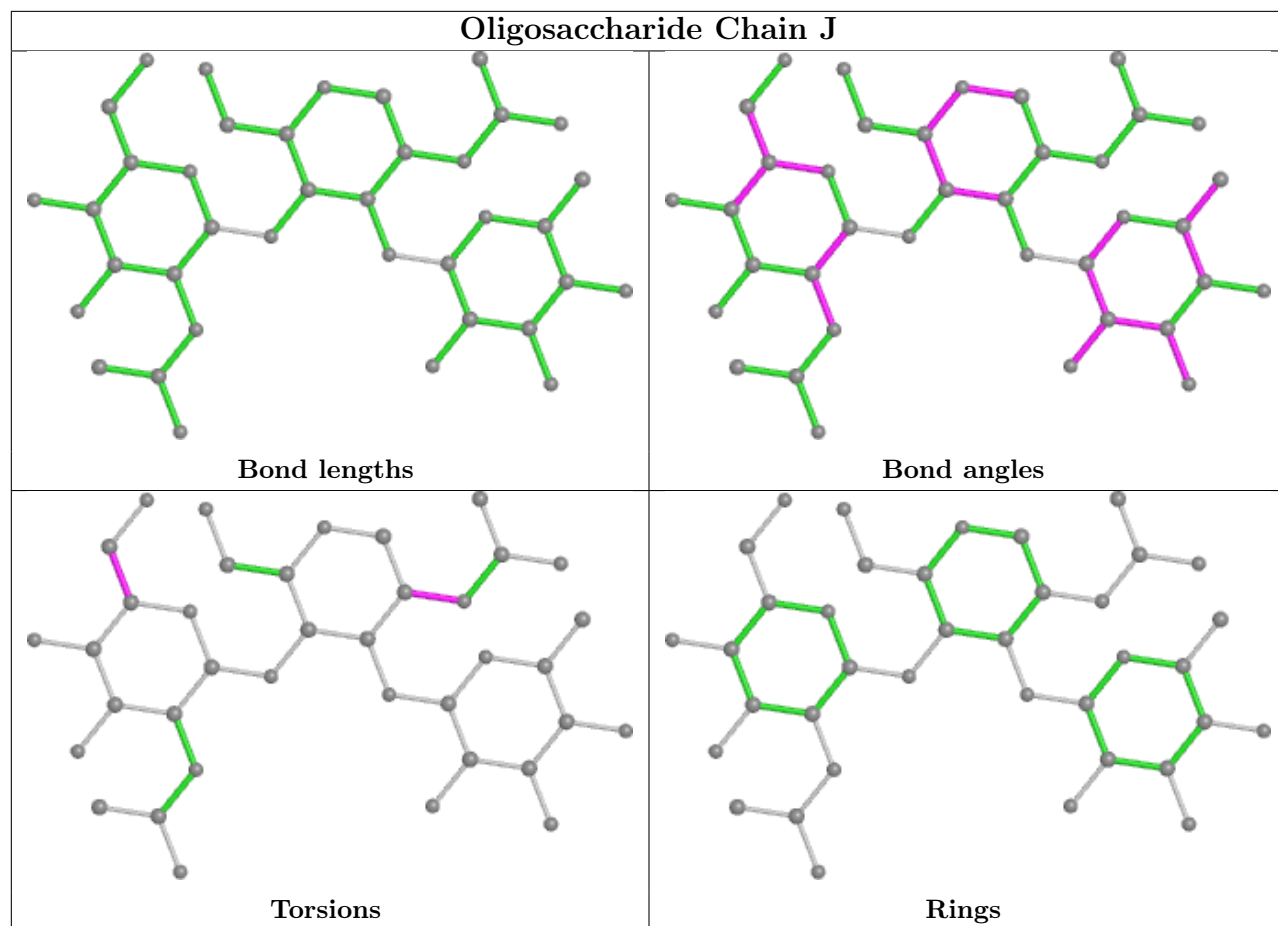 Oligosaccharide Chain J
Bond lengths
Bond angles
Torsions
Rings